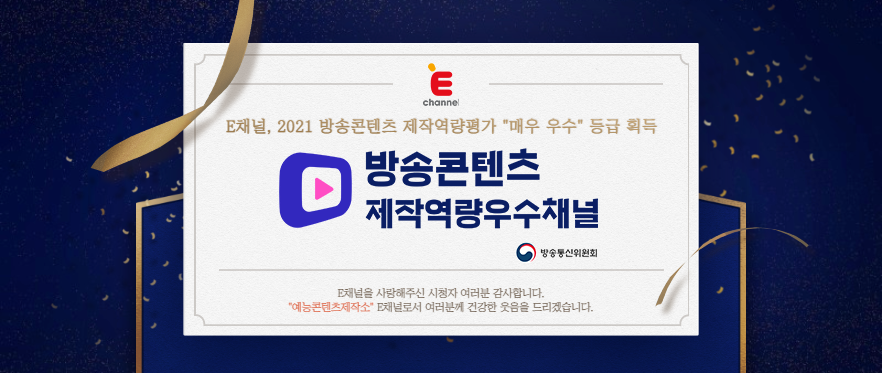 E
channel
E채널, 2021 방송콘텐츠 제작역량평가 "매우 우수" 등급 획득
방송콘텐츠
제작역량우수채널
방송통신위원회
E채널을 사랑해주신 시청자 여러분 감사합니다.
"예능콘텐츠제작소" E채널로서 여러분께 건강한 웃음을 드리겠습니다.